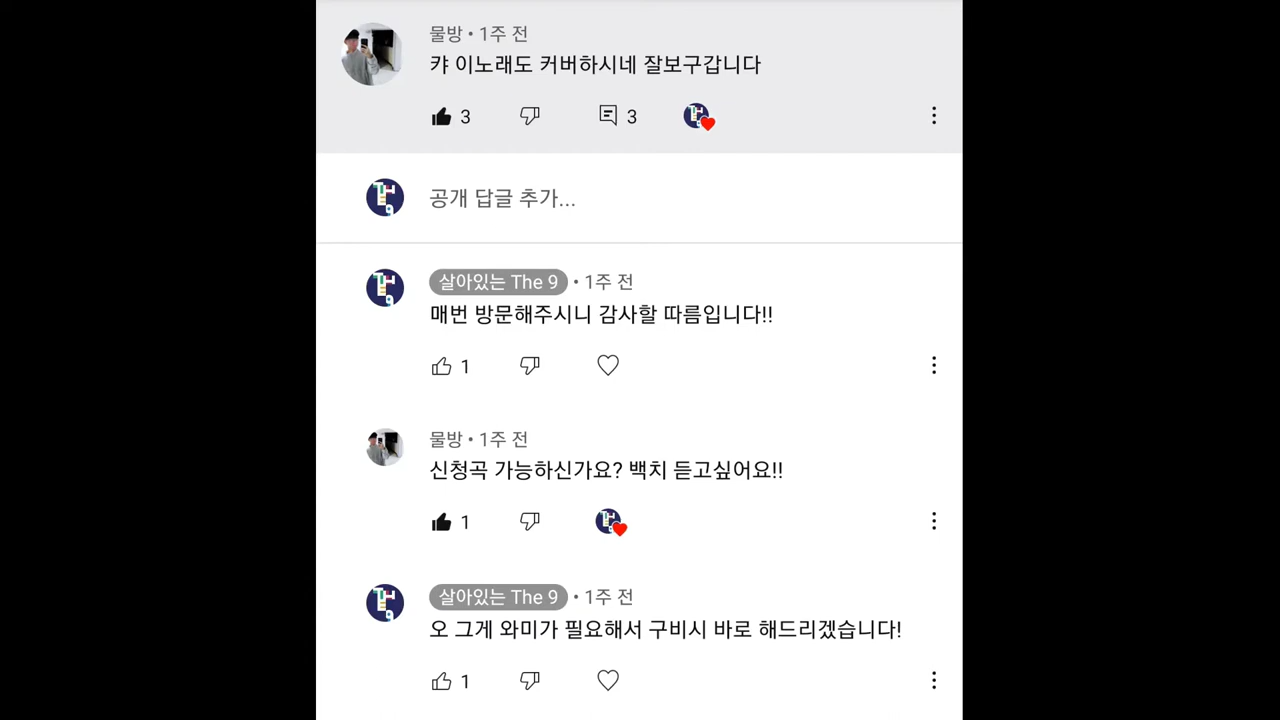 물방 • 1주 전
캬 이노래도 커버하시네 잘보구갑니다
3
3
공개 답글 추가...
살아있는 The 9 • 1주 전
매번 방문해주시니 감사할 따름입니다!!
1
물방 • 1주 전
신청곡 가능하신가요? 백치 듣고싶어요!!
1
살아있는 The 9 • 1주 전
오 그게 와미가 필요해서 구비시 바로 해드리겠습니다!
1